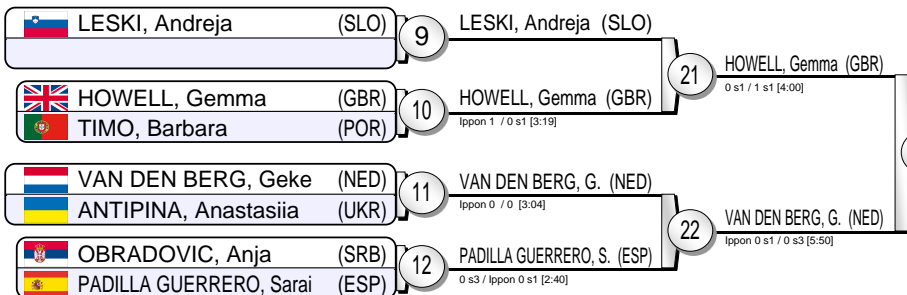 LESKI, Andreja (SLO)
9
LESKI, Andreja (SLO)
21
HOWELL, Gemma (GBR)
0 s1 / 1 s1 [4:00]
HOWELL, Gemma (GBR)
TIMO, Barbara (POR)
10
HOWELL, Gemma (GBR)
Ippon 1 / 0 s1 [3:19]
VAN DEN BERG, Geke (NED)
ANTIPINA, Anastasiia (UKR)
11
VAN DEN BERG, G. (NED)
Ippon 0 / 0 [3:04]
22
VAN DEN BERG, G. (NED)
Ippon 0 s1 / 0 s3 [5:50]
OBRADOVIC, Anja (SRB)
PADILLA GUERRERO, Sarai (ESP)
12
PADILLA GUERRERO, S. (ESP)
0 s3 / Ippon 0 s1 [2:40]